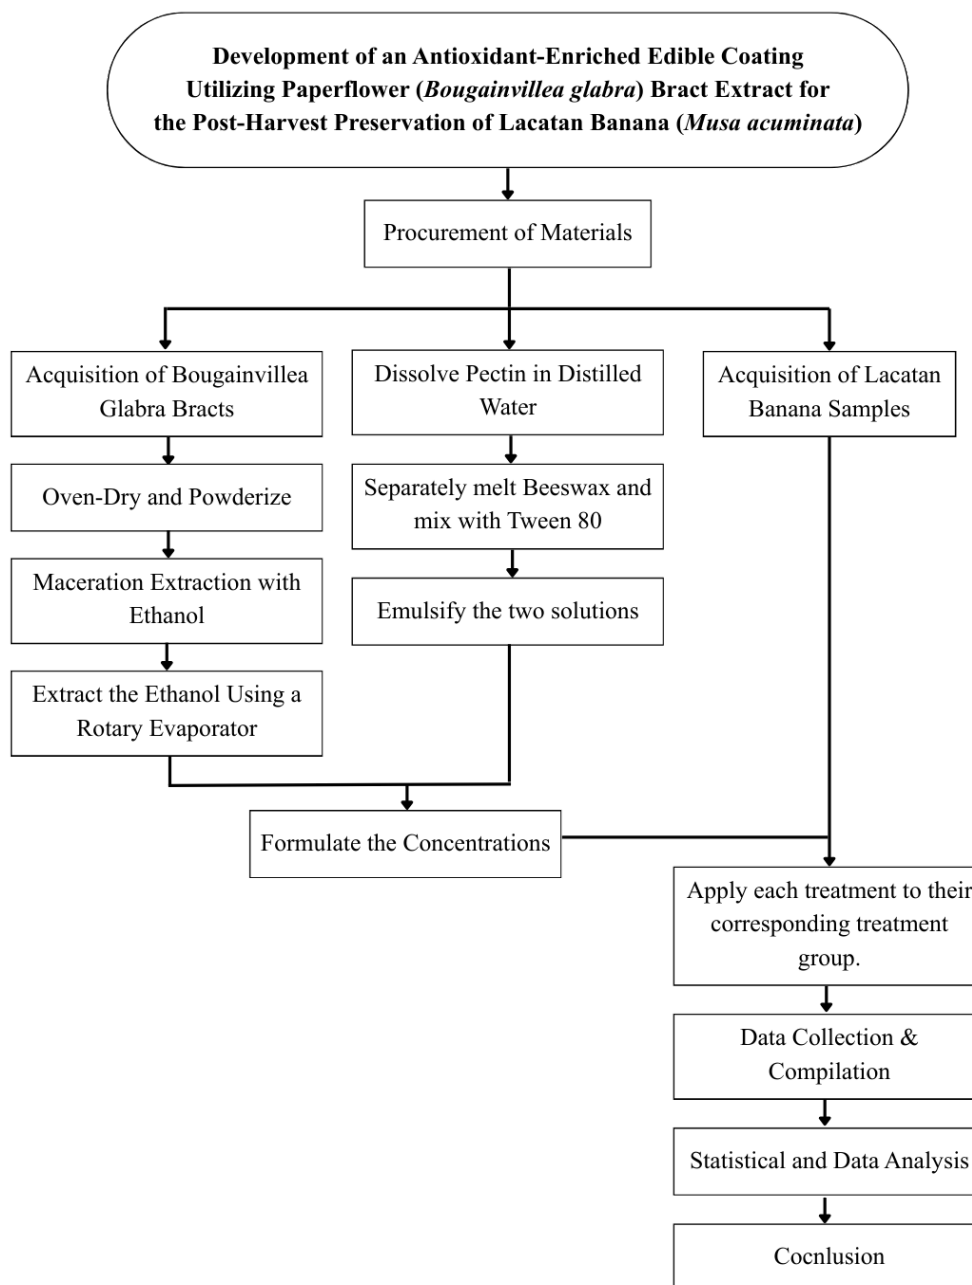 Development of an Antioxidant-Enriched Edible Coating
Utilizing Paperflower (Bougainvillea glabra) Bract Extract for
the Post-Harvest Preservation of Lacatan Banana (Musa acuminata)
Procurement of Materials
Acquisition of Bougainvillea
Glabra Bracts
Oven-Dry and Powderize
Maceration Extraction with
Ethanol
Extract the Ethanol Using a
Rotary Evaporator
Dissolve Pectin in Distilled
Water
Separately melt Beeswax and
mix with Tween 80
Emulsify the two solutions
Acquisition of Lacatan
Banana Samples
Formulate the Concentrations
Apply each treatment to their
corresponding treatment
group.
Data Collection &
Compilation
Statistical and Data Analysis
Cocnlusion